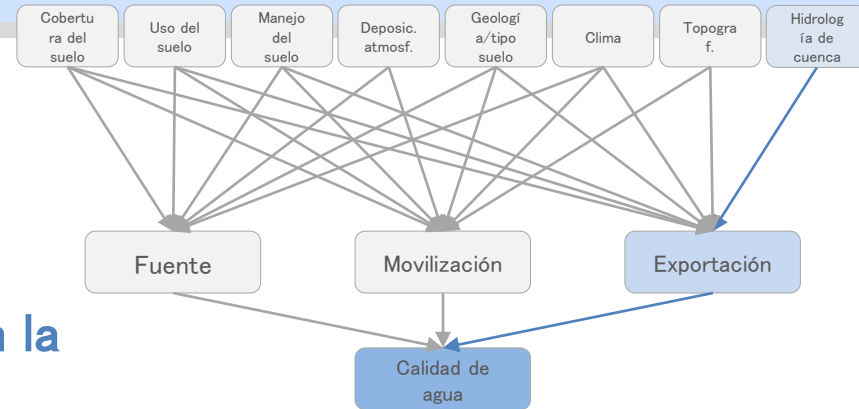 Cobertu
ra del
suelo
Uso del
suelo
Manejo
del
suelo
Deposic.
atmosf.
Geologí
a/tipo
suelo
Clima
Topogra
f.
Hidrolog
ía de
cuenca
Fuente
Movilización
Exportación
la
Calidad de
agua